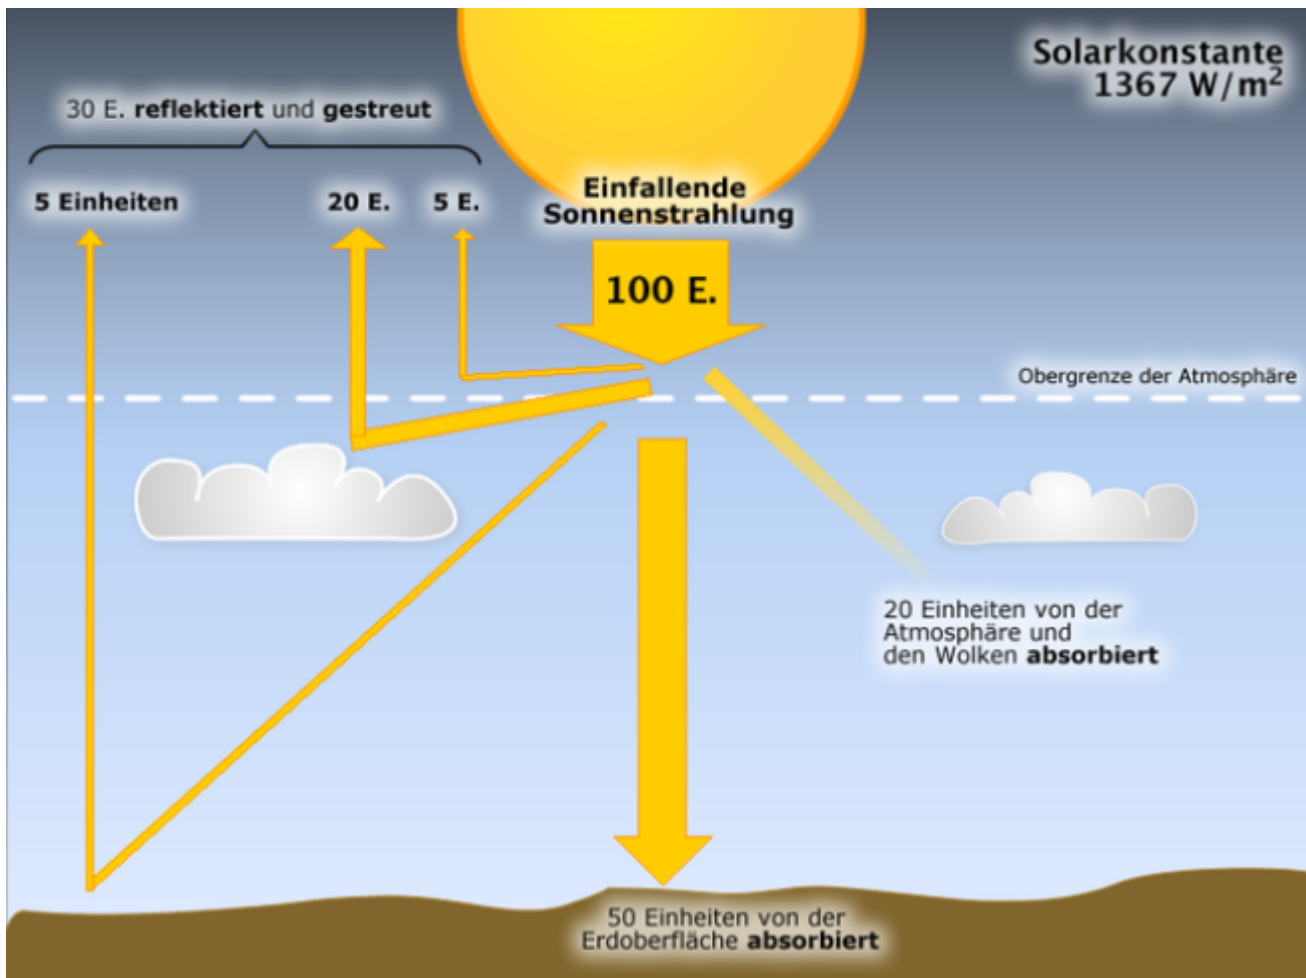 Solarkonstante
1367 W/m²
30 E. reflektiert und gestreut
5 Einheiten
20 E.
5 E.
Einfallende
Sonnenstrahlung
100 E.
Obergrenze der Atmosphäre
20 Einheiten von der
Atmosphäre und
den Wolken absorbiert
50 Einheiten von der
Erdoberfläche absorbiert